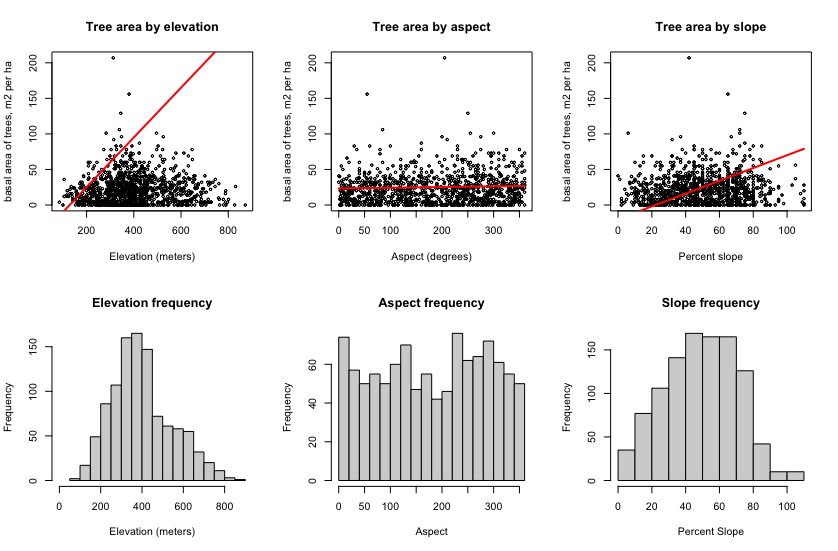 Tree area by elevation
basal area of trees, m2 per ha
0 50 100 150 200
200 400 600 800
Elevation (meters)
Tree area by aspect
basal area of trees, m2 per ha
0 50 100 150 200
0 50 100 200 300
Aspect (degrees)
Tree area by slope
basal area of trees, m2 per ha
0 50 100 150 200
0 20 40 60 80 100
Percent slope
Elevation frequency
Frequency
0 50 100 150
0 200 400 600 800
Elevation (meters)
Aspect frequency
Frequency
0 20 40 60
0 50 100 200 300
Aspect
Slope frequency
Frequency
0 50 100 150
0 20 40 60 80 100
Percent Slope